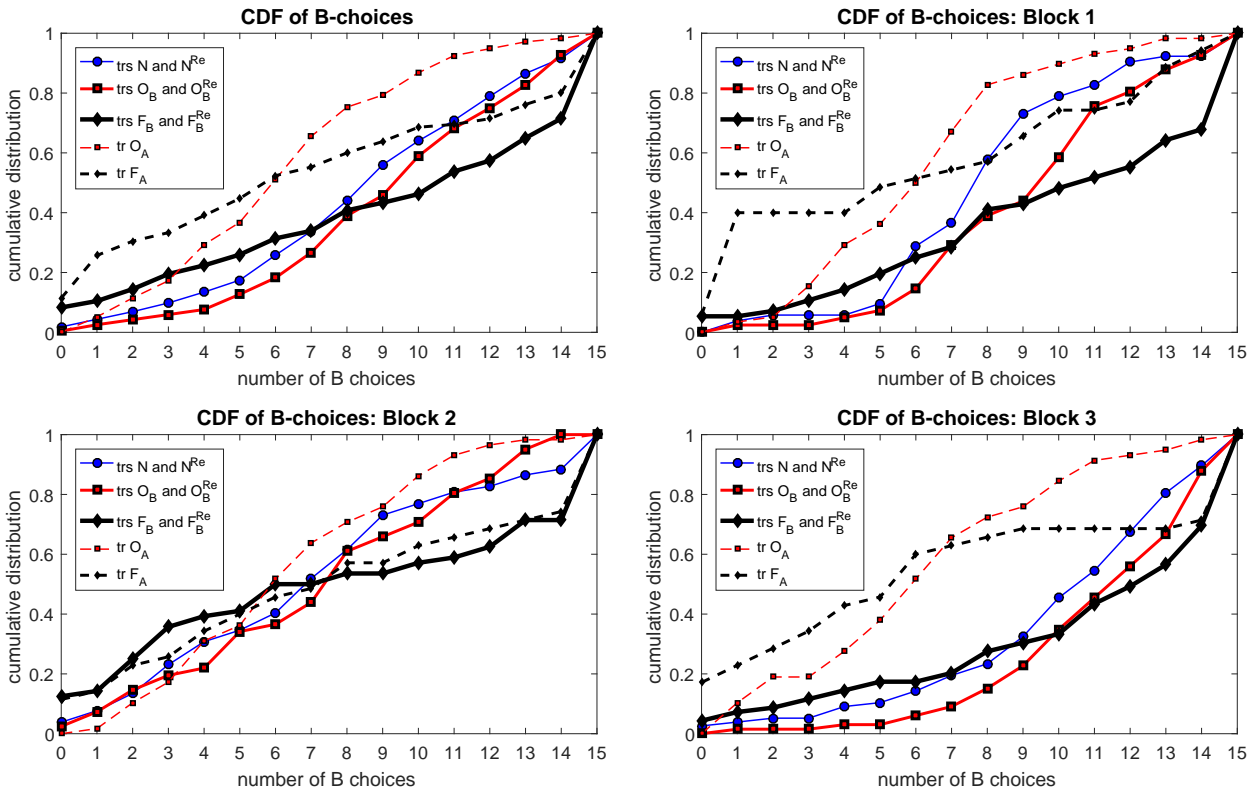 CDF of B-choices
1
0.8
0.6
0.4
0.2
0
cumulative distribution
trs N and N^Re
trs O_B and O_B^Re
trs F_B and F_B^Re
tr O_A
tr F_A
0 1 2 3 4 5 6 7 8 9 10 11 12 13 14 15
number of B choices
CDF of B-choices: Block 1
1
0.8
0.6
0.4
0.2
0
cumulative distribution
trs N and N^Re
trs O_B and O_B^Re
trs F_B and F_B^Re
tr O_A
tr F_A
0 1 2 3 4 5 6 7 8 9 10 11 12 13 14 15
number of B choices
CDF of B-choices: Block 2
1
0.8
0.6
0.4
0.2
0
cumulative distribution
trs N and N^Re
trs O_B and O_B^Re
trs F_B and F_B^Re
tr O_A
tr F_A
0 1 2 3 4 5 6 7 8 9 10 11 12 13 14 15
number of B choices
CDF of B-choices: Block 3
1
0.8
0.6
0.4
0.2
0
cumulative distribution
trs N and N^Re
trs O_B and O_B^Re
trs F_B and F_B^Re
tr O_A
tr F_A
0 1 2 3 4 5 6 7 8 9 10 11 12 13 14 15
number of B choices